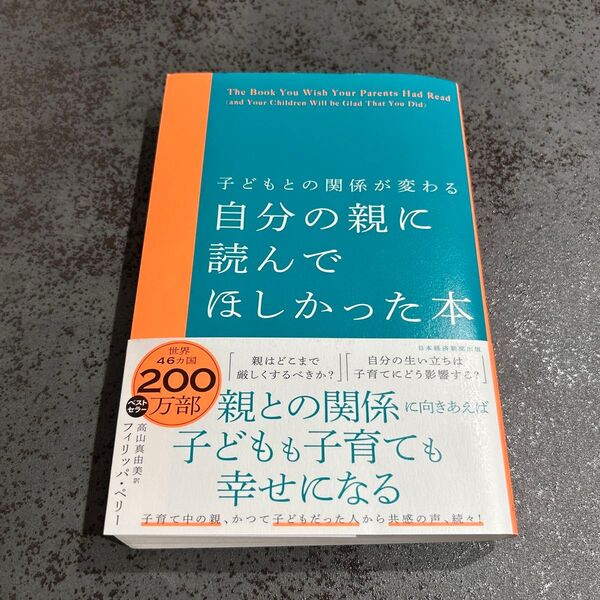 The Book You Wish Your Parents Had Read
(and Your Children Will be Glad That You Did)
子どもとの関係が変わる
自分の親に
読んで
ほしかった本
日本経済新聞出版
世界
46カ国
200
万部
ベスト
セラー
親はどこまで
厳しくするべきか?
自分の生い立ちは、
子育てにどう影響する?
親との関係に向きあえば
子どもも子育ても
幸せになる
フィリッパ・ペリー
高山真由美 訳
子育て中の親、かつて子どもだった人から共感の声、続々!